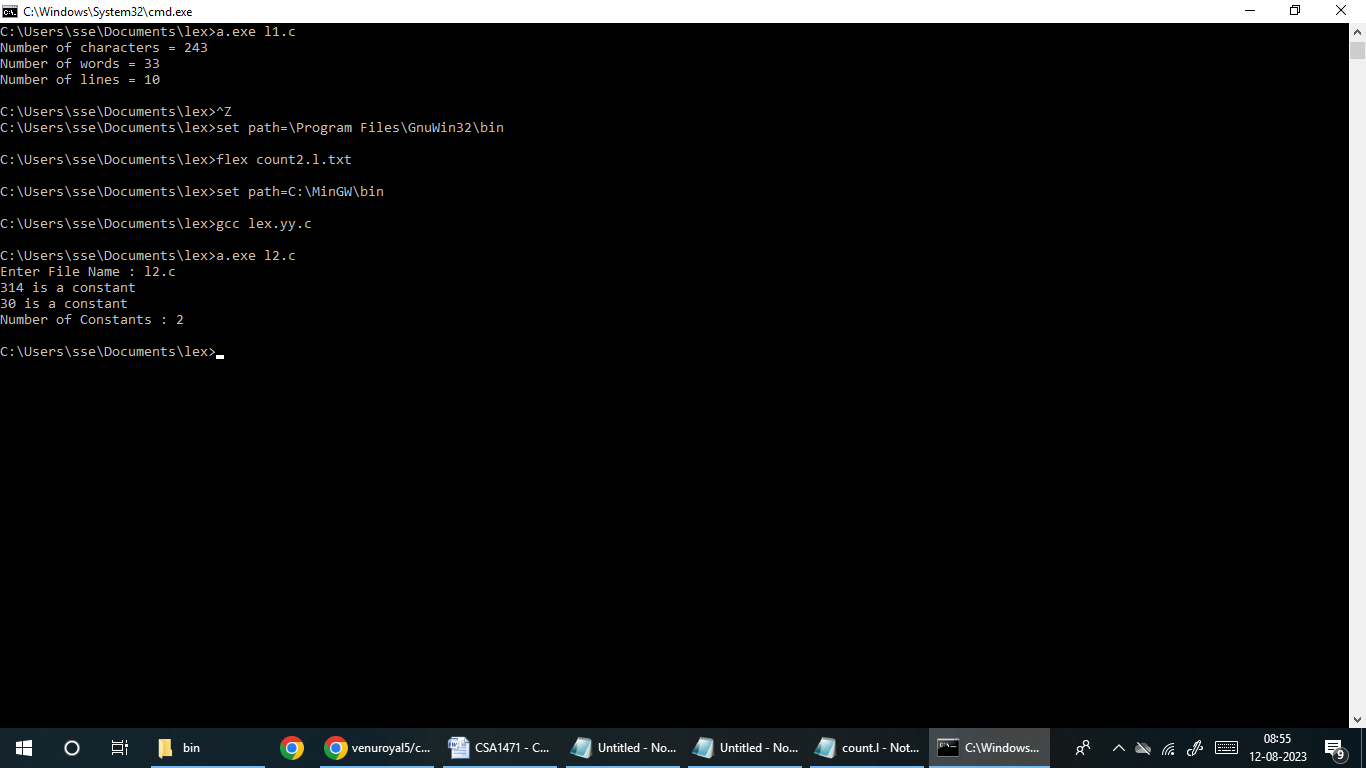 C:\Windows\System32\cmd.exe
C:\Users\sse\Documents\lex>a.exe l1.c
Number of characters = 243
Number of words = 33
Number of lines = 10
C:\Users\sse\Documents\lex>^Z
C:\Users\sse\Documents\lex>set path=\Program Files\GnuWin32\bin
C:\Users\sse\Documents\lex>flex count2.l.txt
C:\Users\sse\Documents\lex>set path=C:\MinGW\bin
C:\Users\sse\Documents\lex>gcc lex.yy.c
C:\Users\sse\Documents\lex>a.exe l2.c
Enter File Name : l2.c
314 is a constant
30 is a constant
Number of Constants : 2
C:\Users\sse\Documents\lex>
bin
venuroyal5/c...
CSA1471 - C...
Untitled - No...
Untitled - No...
count.l - Not...
C:\Windows...
08:55
12-08-2023
9